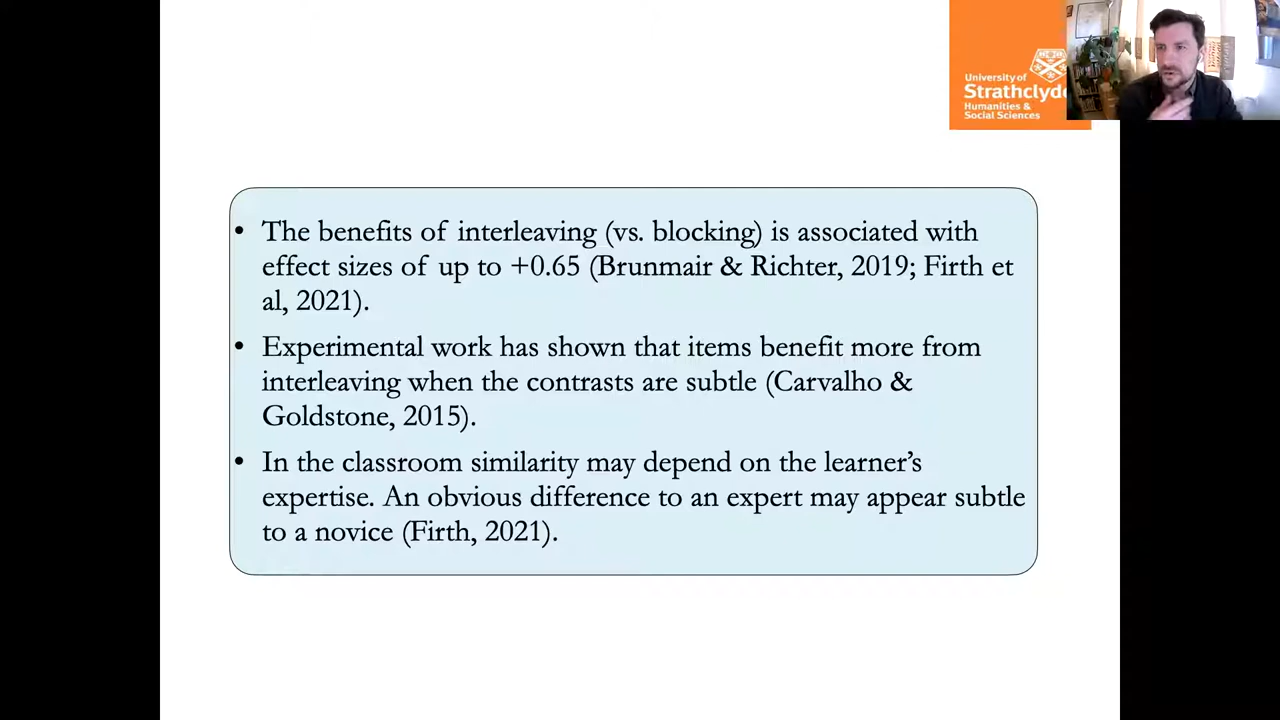 University of
Strathclyde
Humanities &
Social Sciences
• The benefits of interleaving (vs. blocking) is associated with
effect sizes of up to +0.65 (Brunmair & Richter, 2019; Firth et
al, 2021).
• Experimental work has shown that items benefit more from
interleaving when the contrasts are subtle (Carvalho &
Goldstone, 2015).
• In the classroom similarity may depend on the learner’s
expertise. An obvious difference to an expert may appear subtle
to a novice (Firth, 2021).